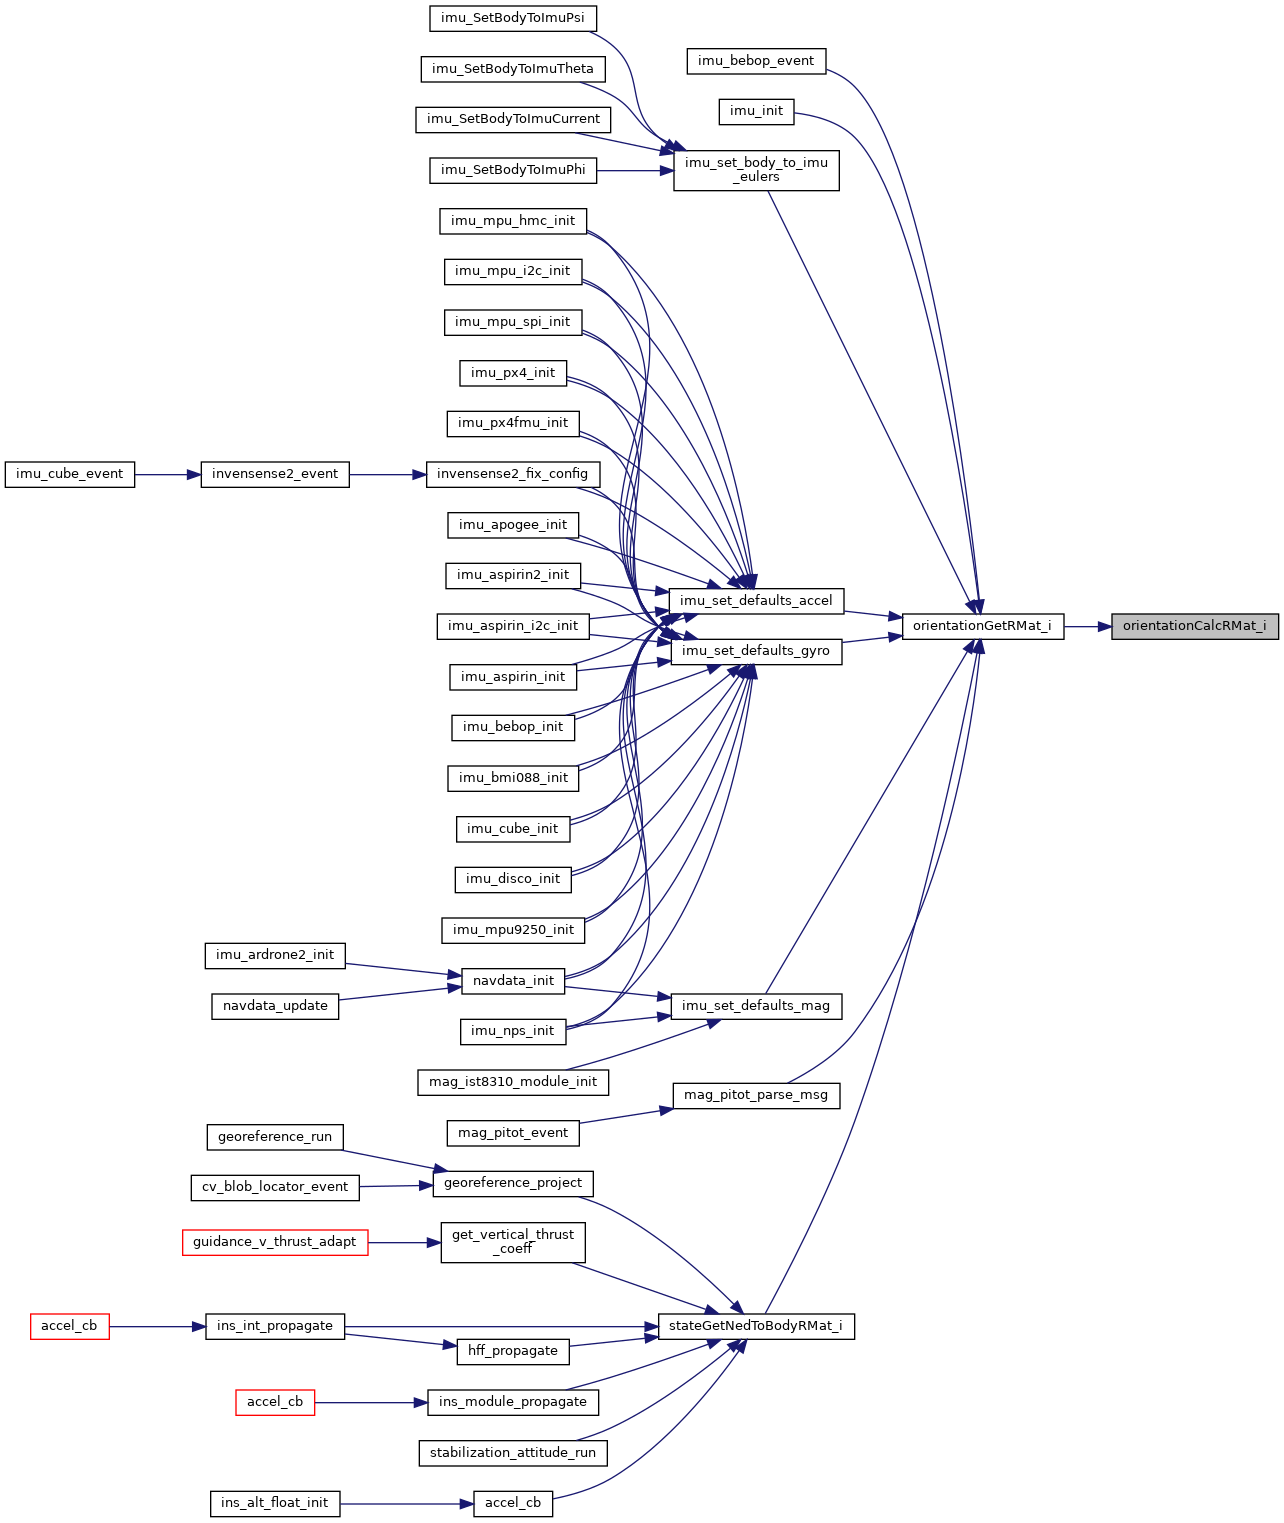 imu_SetBodyToImuPsi
imu_bebop_event
imu_SetBodyToImuTheta
imu_init
imu_SetBodyToImuCurrent
imu_set_body_to_imu
_eulers
imu_SetBodyToImuPhi
imu_mpu_hmc_init
imu_mpu_i2c_init
imu_mpu_spi_init
imu_px4_init
imu_px4fmu_init
imu_cube_event
invensense2_event
invensense2_fix_config
imu_apogee_init
imu_aspirin2_init
imu_set_defaults_accel
imu_aspirin_i2c_init
orientationGetRMat_i
orientationCalcRMat_i
imu_set_defaults_gyro
imu_aspirin_init
imu_bebop_init
imu_bmi088_init
imu_cube_init
imu_disco_init
imu_mpu9250_init
imu_ardrone2_init
navdata_init
navdata_update
imu_set_defaults_mag
imu_nps_init
mag_ist8310_module_init
mag_pitot_parse_msg
mag_pitot_event
georeference_run
georeference_project
cv_blob_locator_event
get_vertical_thrust
_coeff
guidance_v_thrust_adapt
accel_cb
ins_int_propagate
stateGetNedToBodyRMat_i
hff_propagate
accel_cb
ins_module_propagate
stabilization_attitude_run
ins_alt_float_init
accel_cb